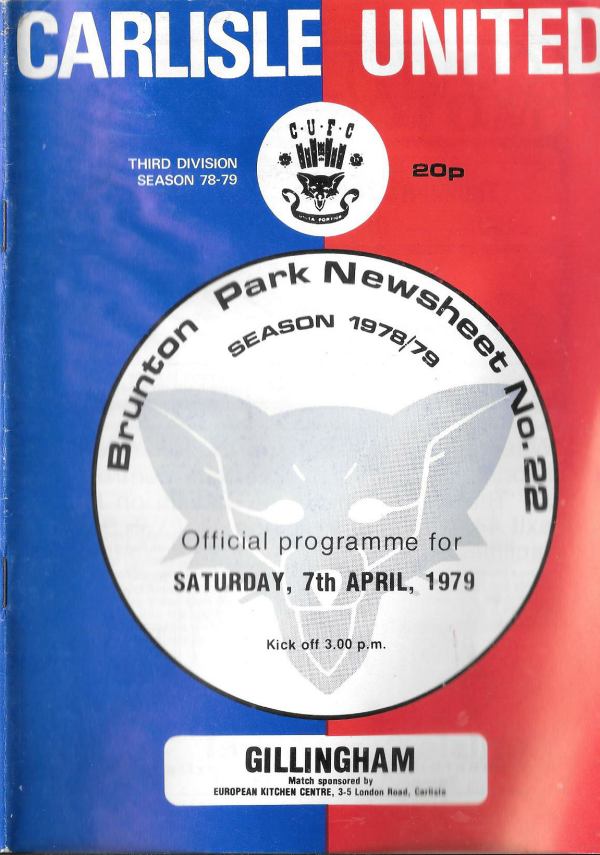 CARLISLE UNITED
THIRD DIVISION
SEASON 78-79
C·U·F·C
20p
Brunton Park Newsheet No. 22
SEASON 1978/79
Official programme for
SATURDAY, 7th APRIL, 1979
Kick off 3.00 p.m.
GILLINGHAM
Match sponsored by
EUROPEAN KITCHEN CENTRE, 3-5 London Road, Carlisle